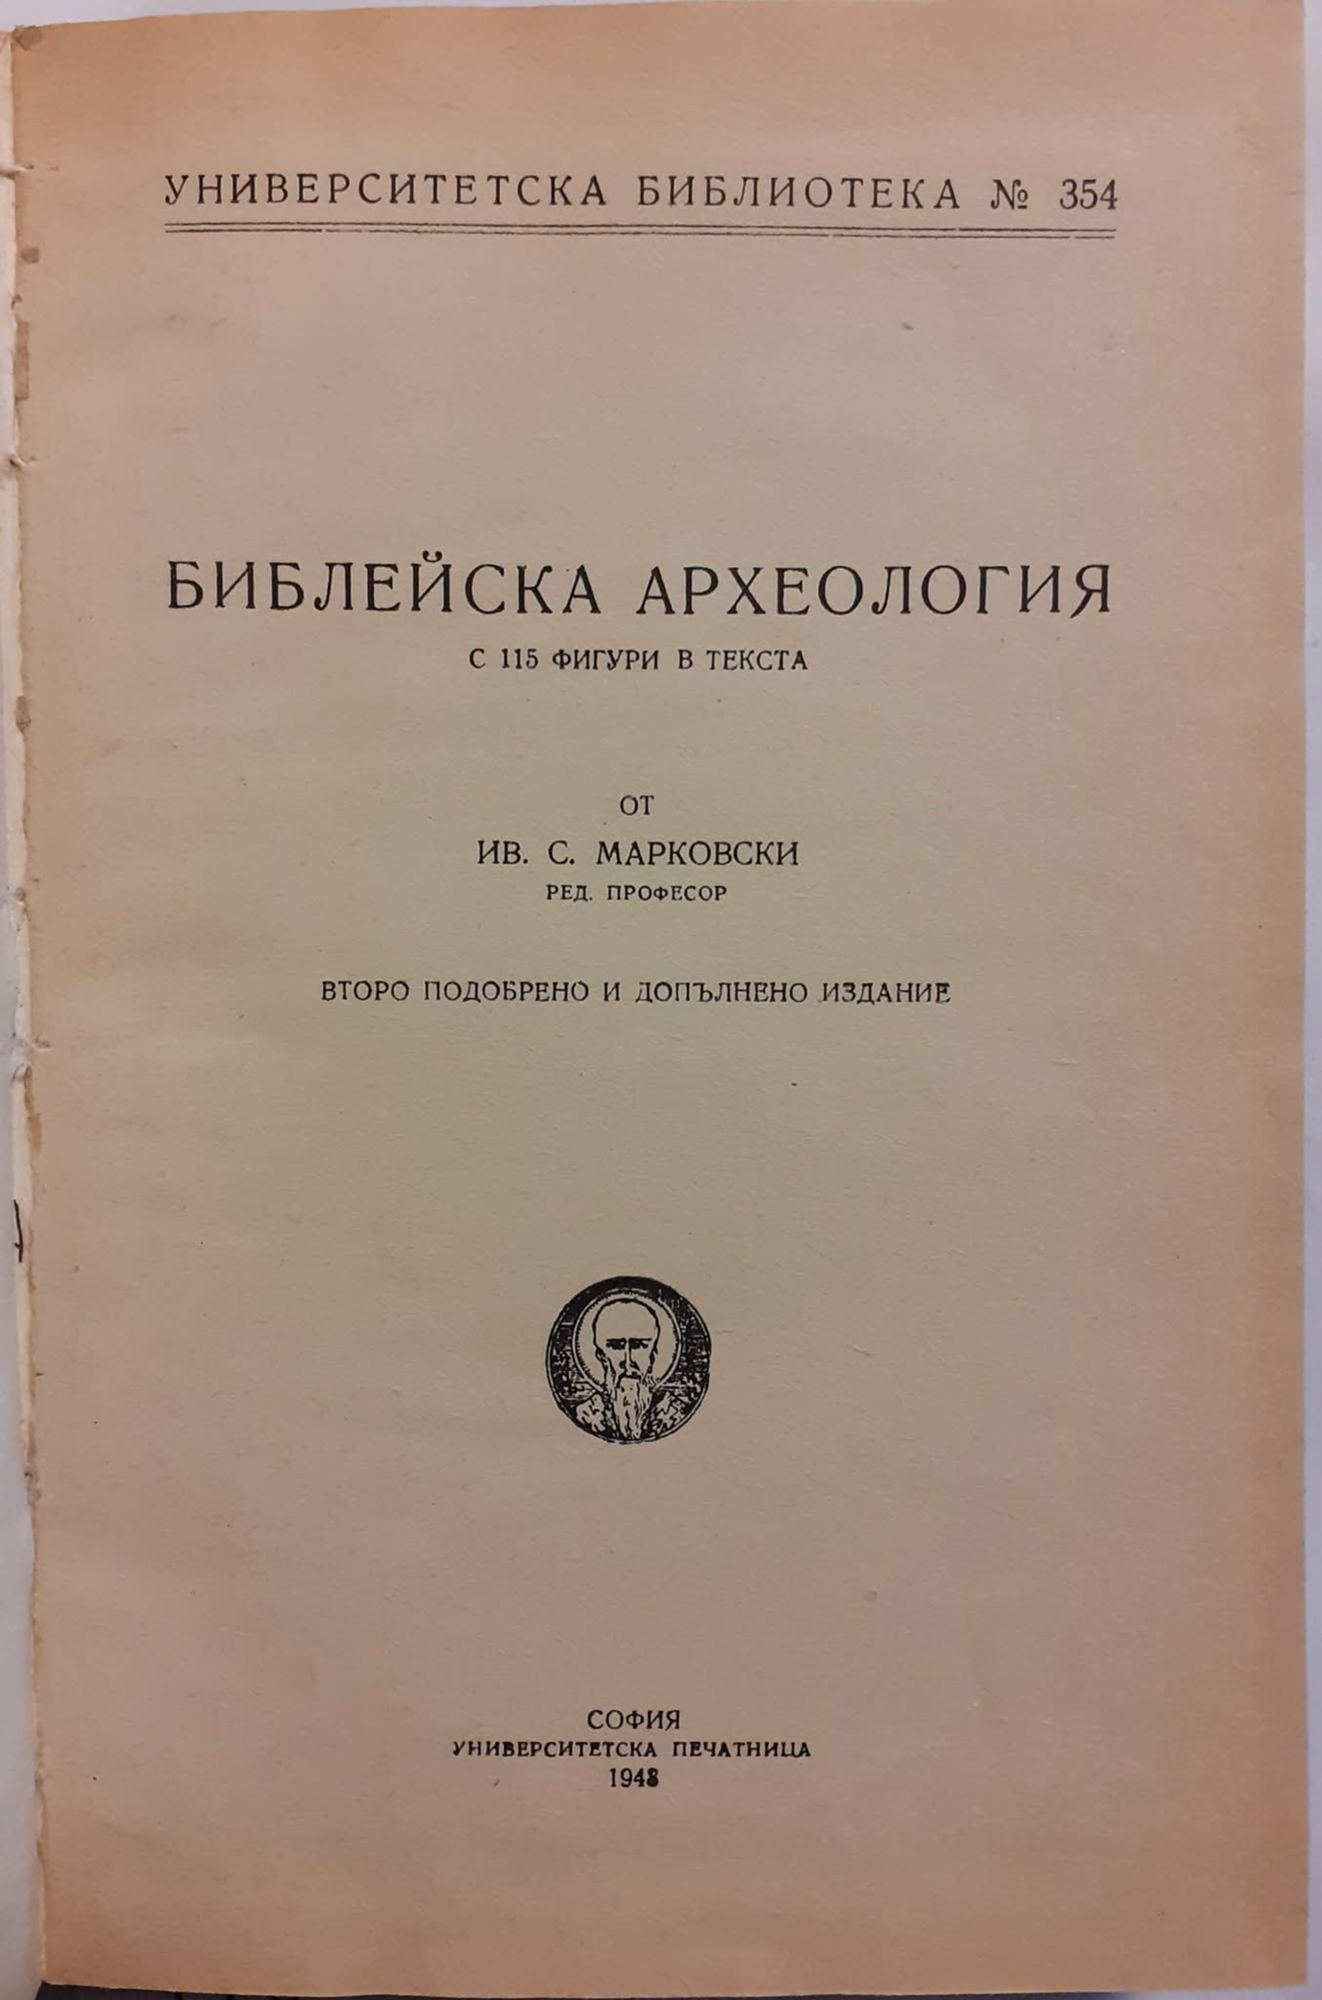 УНИВЕРСИТЕТСКА БИБЛИОТЕКА № 354
БИБЛЕЙСКА АРХЕОЛОГИЯ
С 115 ФИГУРИ В ТЕКСТА
ОТ
ИВ. С. МАРКОВСКИ
РЕД. ПРОФЕСОР
ВТОРО ПОДОБРЕНО И ДОПЪЛНЕНО ИЗДАНИЕ
СОФИЯ
УНИВЕРСИТЕТСКА ПЕЧАТНИЦА
1948